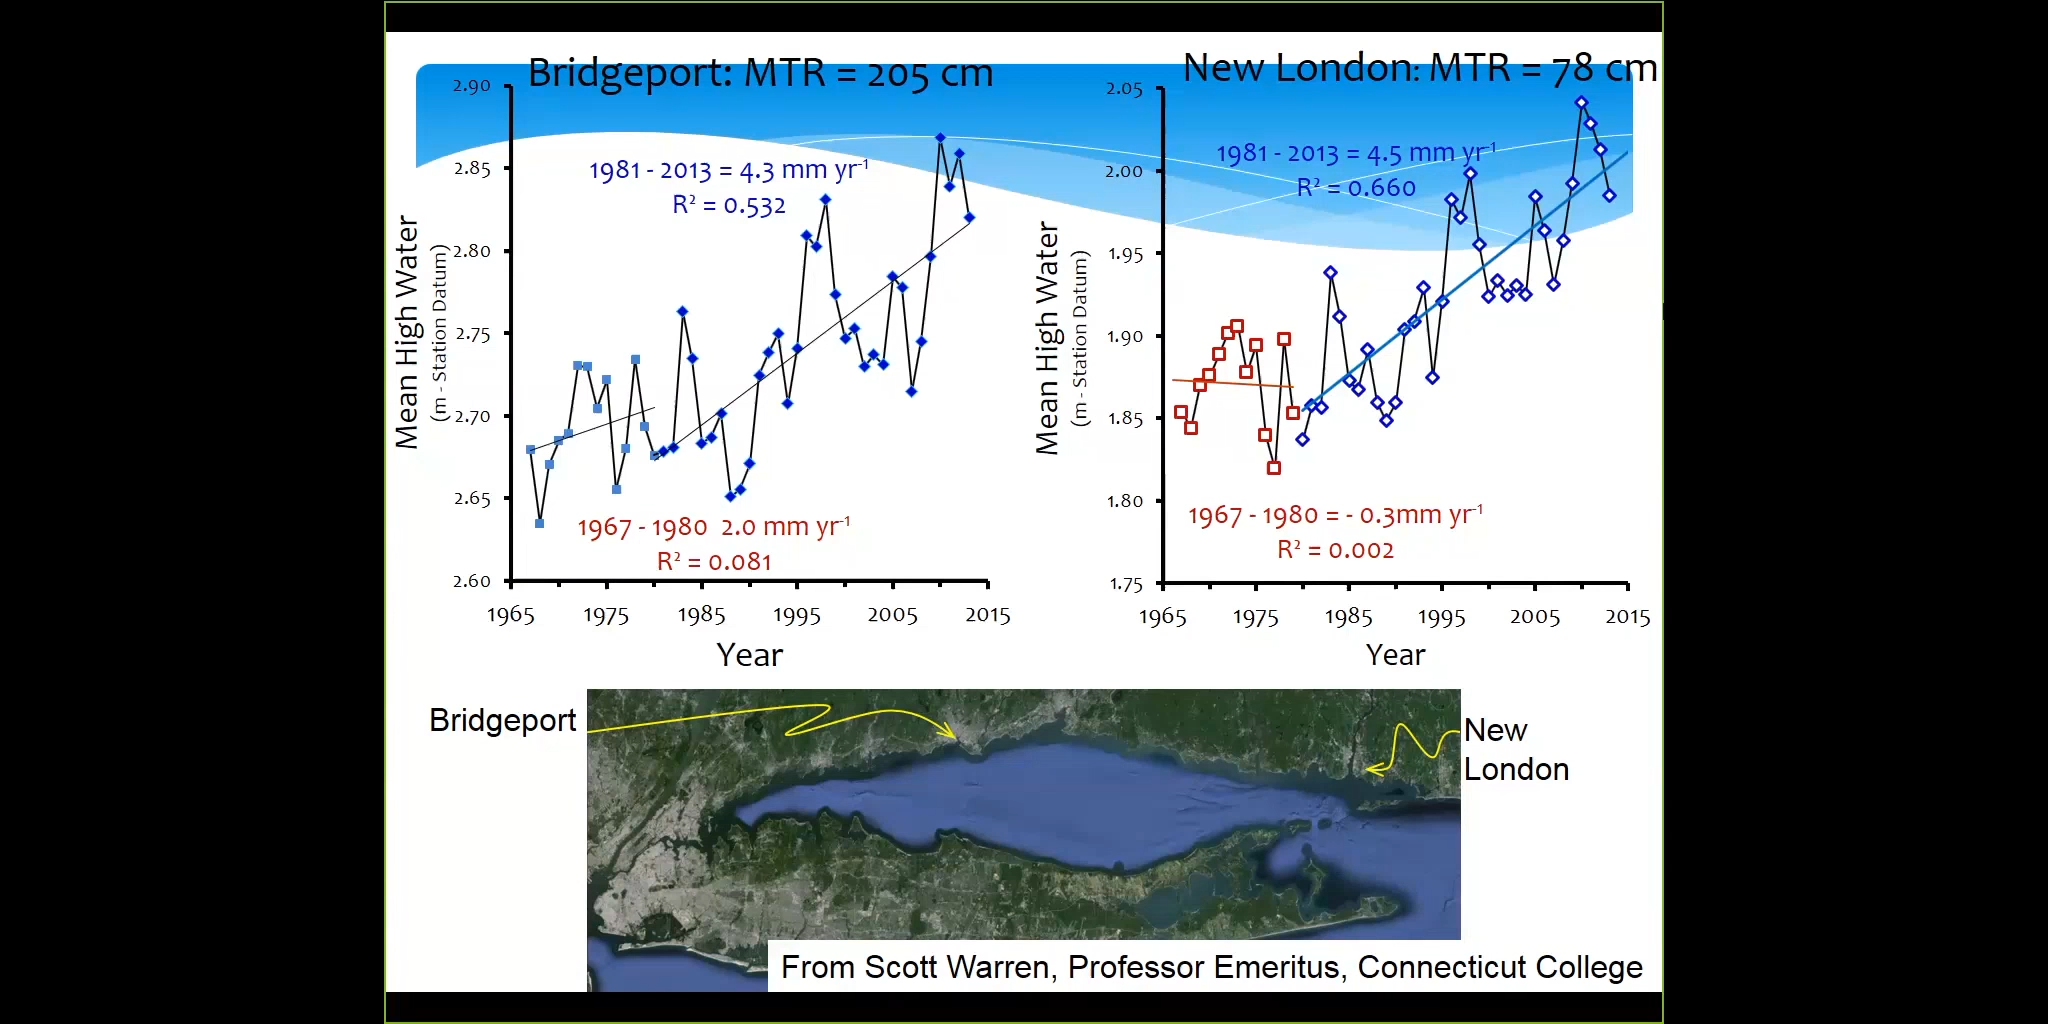 Bridgeport: MTR = 205 cm
2.90
2.85
2.80
2.75
2.70
2.65
2.60
Mean High Water
(m - Station Datum)
1981 - 2013 = 4.3 mm yr⁻¹
R² = 0.532
1967 - 1980 2.0 mm yr⁻¹
R² = 0.081
1965 1975 1985 1995 2005 2015
Year
New London: MTR = 78 cm
2.05
2.00
1.95
1.90
1.85
1.80
1.75
Mean High Water
(m - Station Datum)
1981 - 2013 = 4.5 mm yr⁻¹
R² = 0.660
1967 - 1980 = - 0.3mm yr⁻¹
R² = 0.002
1965 1975 1985 1995 2005 2015
Year
Bridgeport
New
London
From Scott Warren, Professor Emeritus, Connecticut College